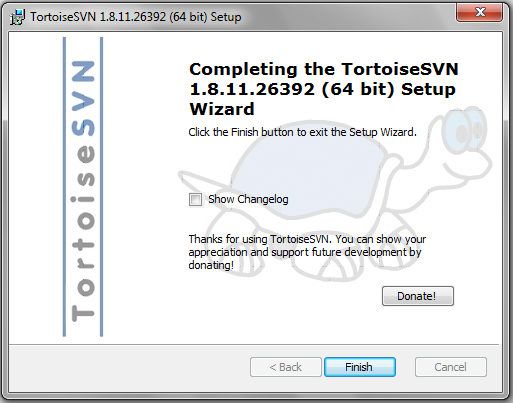 TortoiseSVN 1.8.11.26392 (64 bit) Setup
TortoiseSVN
Completing the TortoiseSVN
1.8.11.26392 (64 bit) Setup
Wizard
Click the Finish button to exit the Setup Wizard.
Show Changelog
Thanks for using TortoiseSVN. You can show your
appreciation and support future development by
donating!
Donate!
< Back
Finish
Cancel